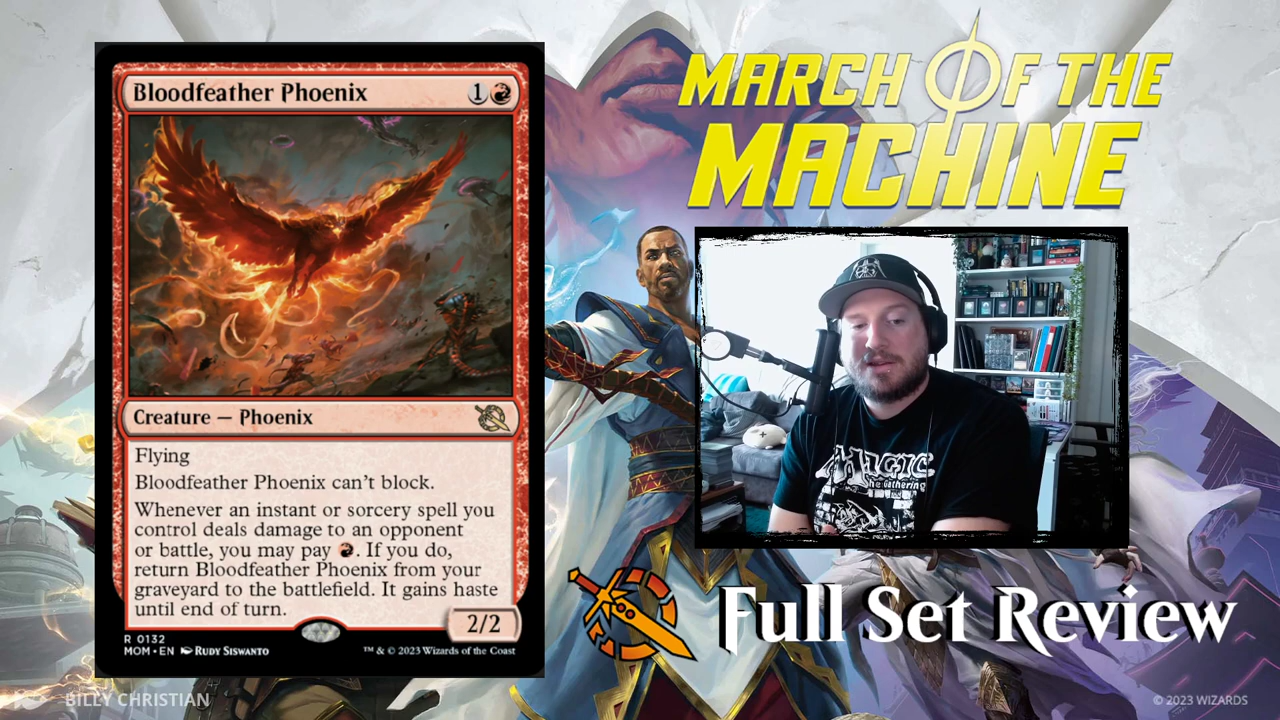 Bloodfeather Phoenix 1
MARCH OF THE
MACHINE
Creature — Phoenix
Flying
Bloodfeather Phoenix can't block.
Whenever an instant or sorcery spell you
control deals damage to an opponent
or battle, you may pay . If you do,
return Bloodfeather Phoenix from your
graveyard to the battlefield. It gains haste
until end of turn.
2/2
R 0132
MOM • EN Rudy Siswanto
™ & © 2023 Wizards of the Coast
MAGIC
the Gathering
Full Set Review
BILLY CHRISTIAN
© 2023 WIZARDS